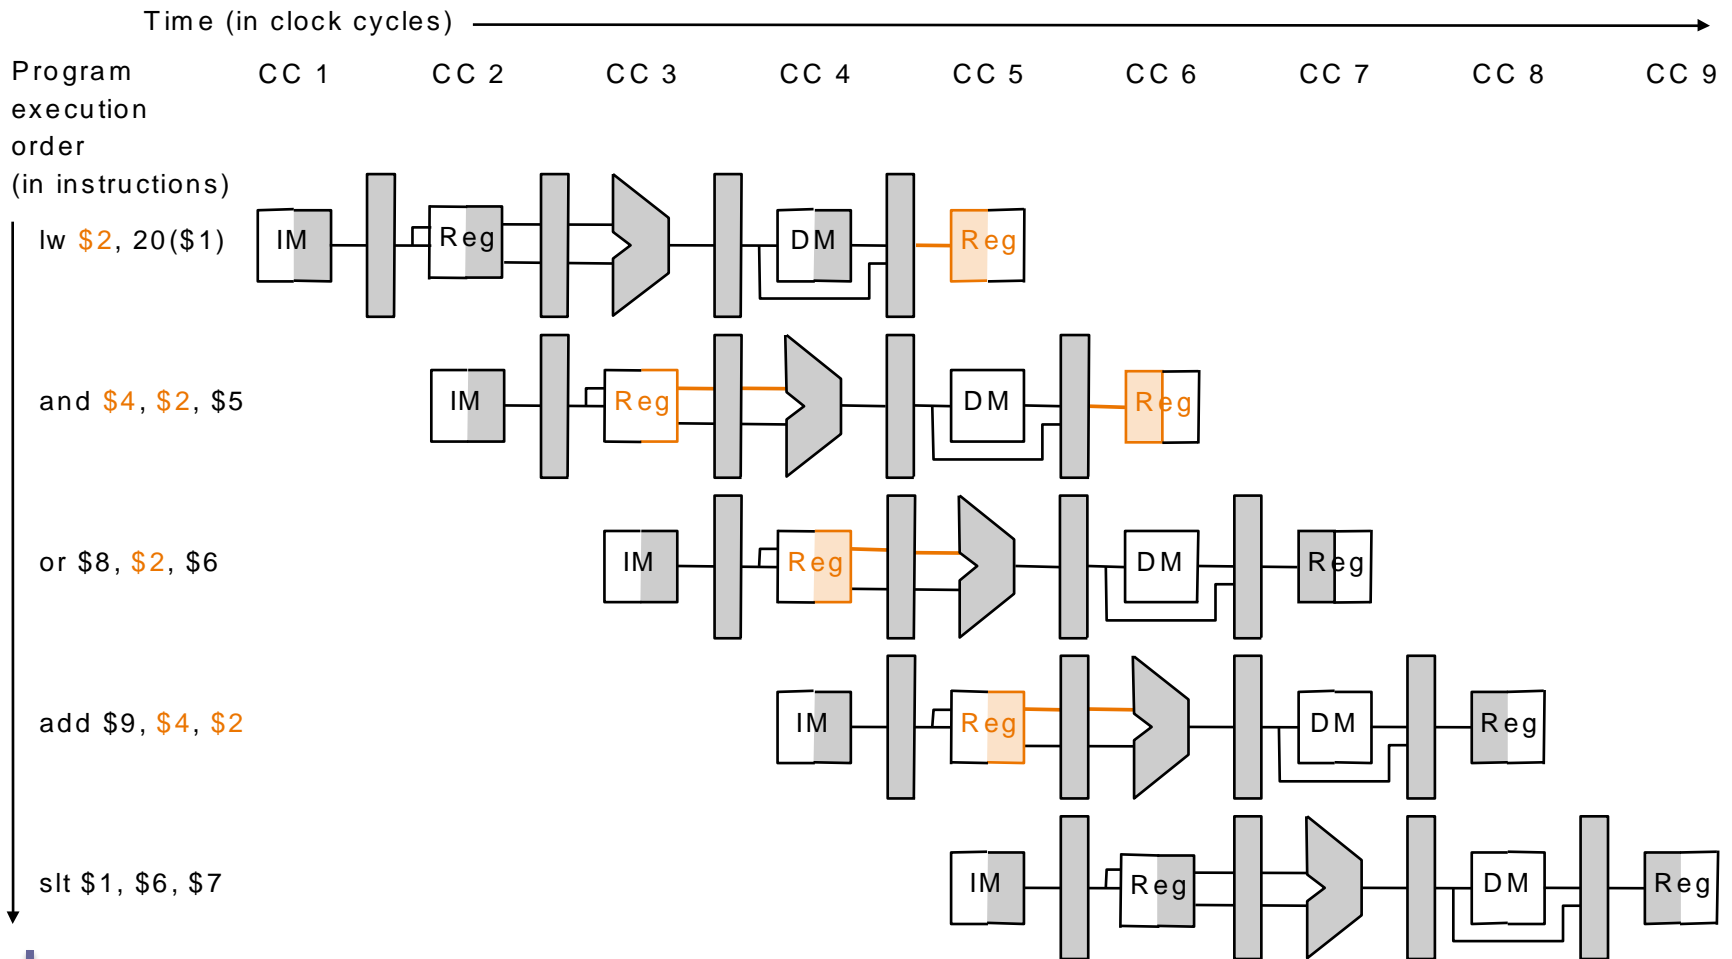 Time (in clock cycles)
Program
execution
order
(in instructions)
CC 1 CC 2 CC 3 CC 4 CC 5 CC 6 CC 7 CC 8 CC 9
lw $2, 20($1) IM Reg DM Reg
and $4, $2, $5 IM Reg DM Reg
or $8, $2, $6 IM Reg DM Reg
add $9, $4, $2 IM Reg DM Reg
slt $1, $6, $7 IM Reg DM Reg